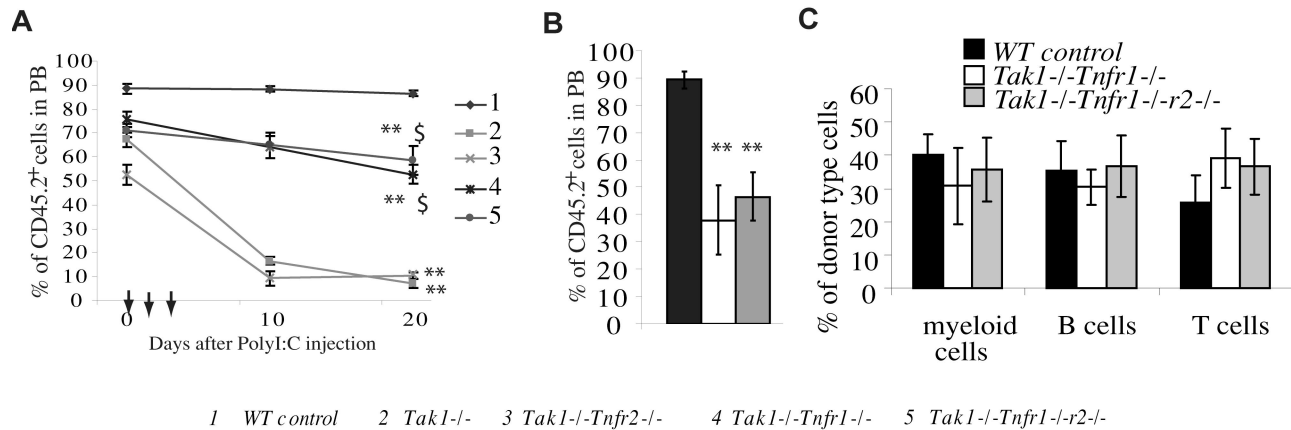 A
% of CD45.2+ cells in PB
100
90
80
70
60
50
40
30
20
10
0
** $
** $
**
**
0 10 20
Days after PolyI:C injection
1
2
3
4
5
B
% of CD45.2+ cells in PB
100
90
80
70
60
50
40
30
20
10
0
** **
C
WT control
Tak1-/-Tnfr1-/-
Tak1-/-Tnfr1-/-r2-/-
% of donor type cells
60
50
40
30
20
10
0
myeloid cells
B cells
T cells
1 WT control 2 Tak1-/- 3 Tak1-/-Tnfr2-/- 4 Tak1-/-Tnfr1-/- 5 Tak1-/-Tnfr1-/-r2-/-